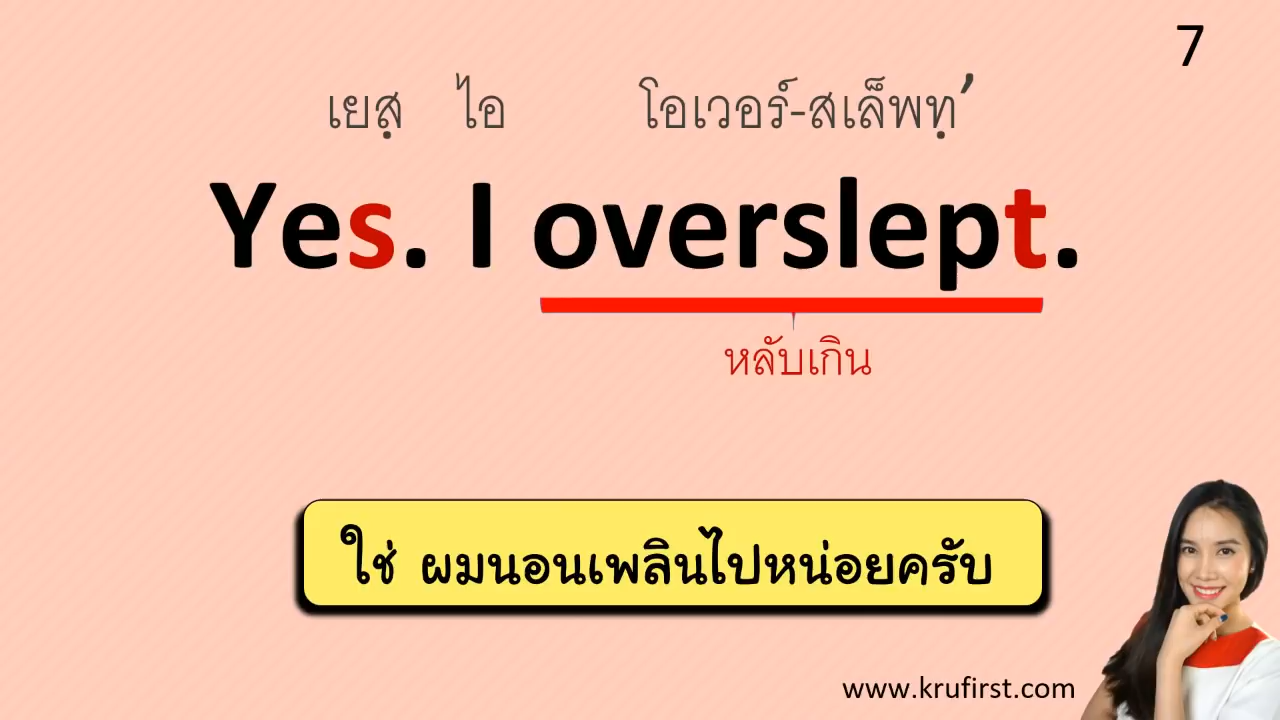 7
เยสฺ ไอ โอเวอร์-สเล็พทฺ’
Yes. I overslept.
หลับเกิน
ใช่ ผมนอนเพลินไปหน่อยครับ
www.krufirst.com